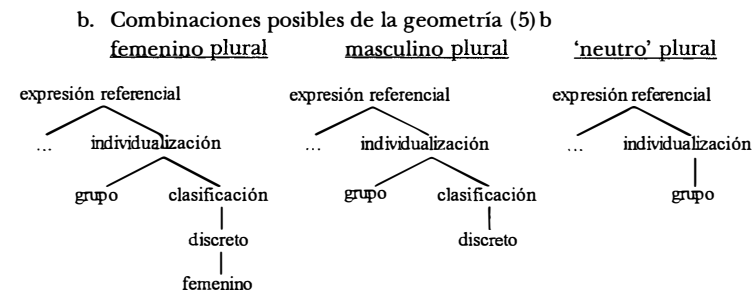 b. Combinaciones posibles de la geometría (5)b
femenino plural masculino plural ‘neutro’ plural
expresión referencial expresión referencial expresión referencial
... individualización ... individualización ... individualización
grupo clasificación grupo clasificación grupo
discreto discreto
femenino